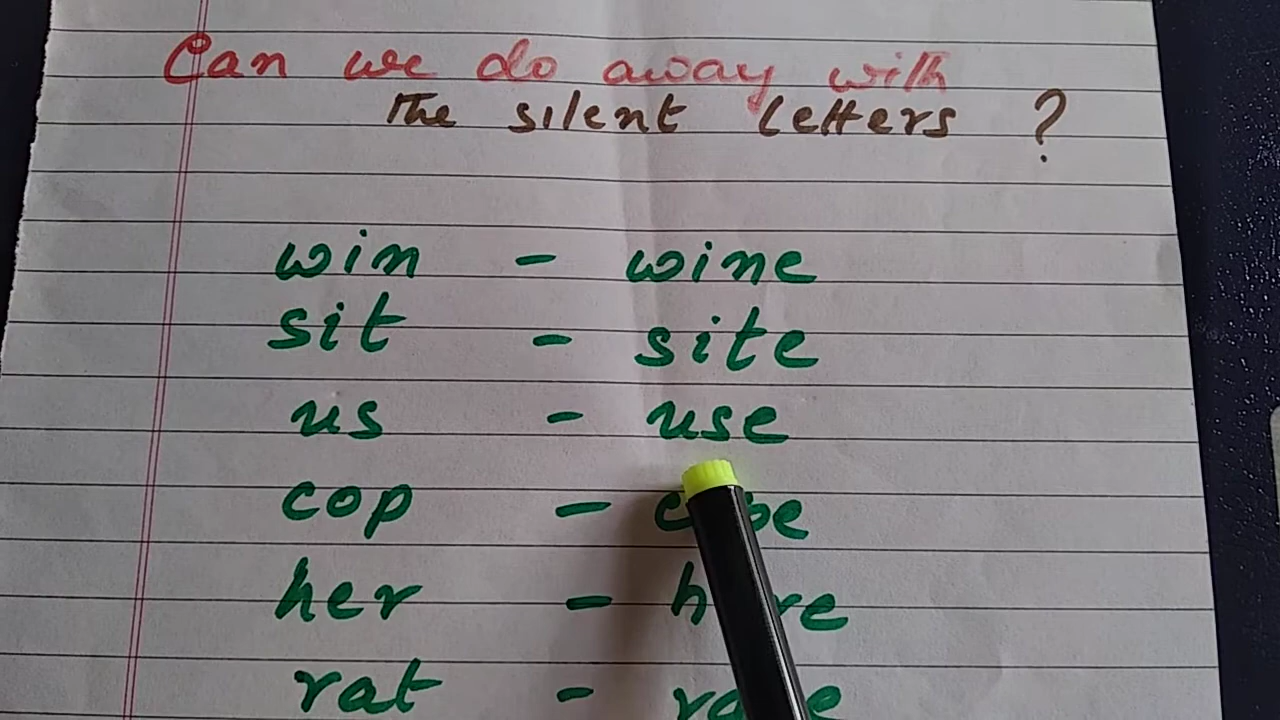 Can we do away with
the silent letters ?
win - wine
sit - site
us - use
cop -
her -
rat -